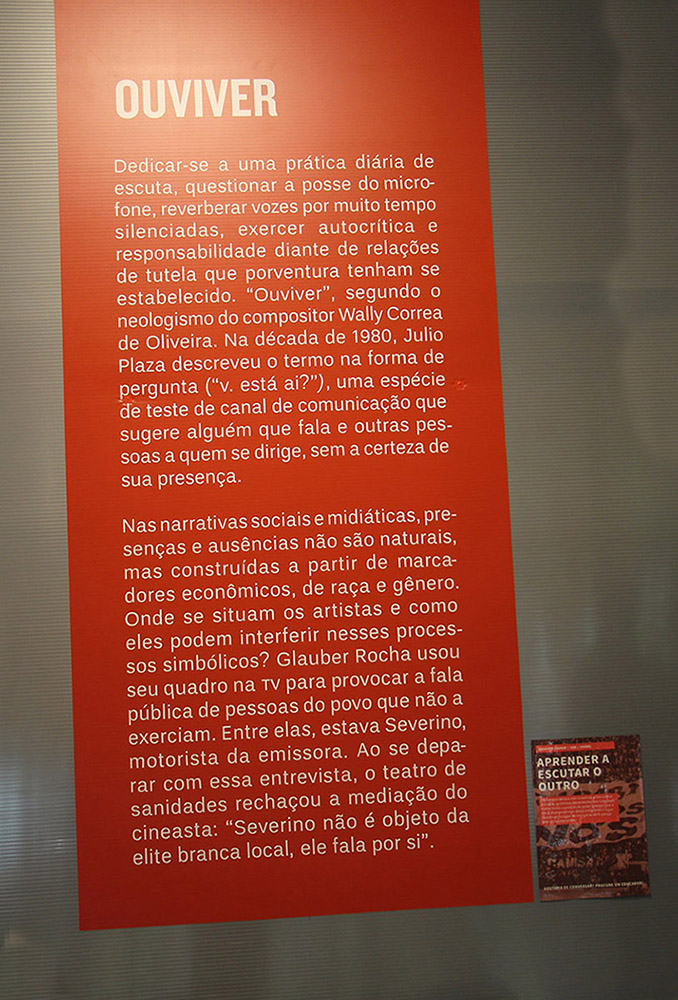 OUVIVER
Dedicar-se a uma prática diária de
escuta, questionar a posse do micro-
fone, reverberar vozes por muito tempo
silenciadas, exercer autocrítica e
responsabilidade diante de relações
de tutela que porventura tenham se
estabelecido. “Ouviver”, segundo o
neologismo do compositor Wally Correa
de Oliveira. Na década de 1980, Julio
Plaza descreveu o termo na forma de
pergunta (“v. está ai?”), uma espécie
de teste de canal de comunicação que
sugere alguém que fala e outras pes-
soas a quem se dirige, sem a certeza de
sua presença.
Nas narrativas sociais e midiáticas, pre-
senças e ausências não são naturais,
mas construídas a partir de marca-
dores econômicos, de raça e gênero.
Onde se situam os artistas e como
eles podem interferir nesses proces-
sos simbólicos? Glauber Rocha usou
seu quadro na TV para provocar a fala
pública de pessoas do povo que não a
exerciam. Entre elas, estava Severino,
motorista da emissora. Ao se depa-
rar com essa entrevista, o teatro de
sanidades rechaçou a mediação do
cineasta: “Severino não é objeto da
elite branca local, ele fala por si”.
APRENDER A
ESCUTAR O
OUTRO
GOSTARIA DE CONVERSAR? PROCURE UM EDUCADOR!